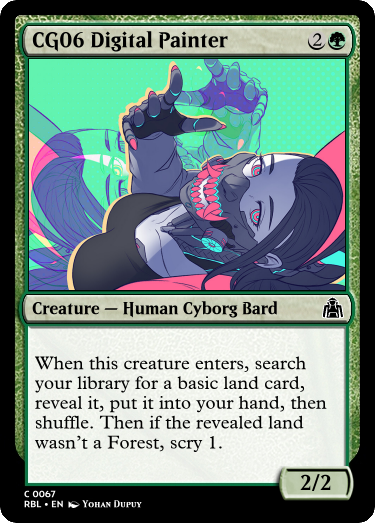 CG06 Digital Painter 2
Creature — Human Cyborg Bard
When this creature enters, search
your library for a basic land card,
reveal it, put it into your hand, then
shuffle. Then if the revealed land
wasn't a Forest, scry 1.
2/2
C 0067
RBL • EN Yohan Dupuy